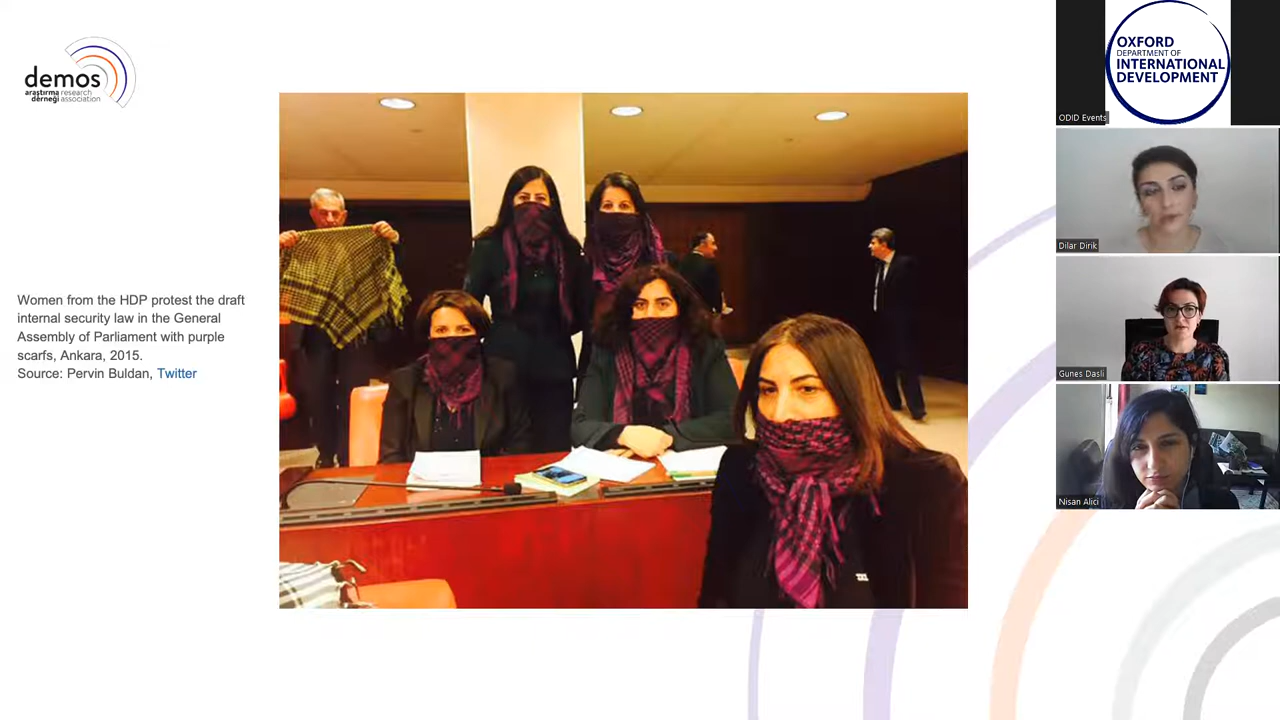 demos
araştırma research
derneği association
Women from the HDP protest the draft
internal security law in the General
Assembly of Parliament with purple
scarfs, Ankara, 2015.
Source: Pervin Buldan, Twitter
OXFORD
DEPARTMENT OF
INTERNATIONAL
DEVELOPMENT
ODID Events
Dilar Dirik
Gunes Dasli
Nisan Alici